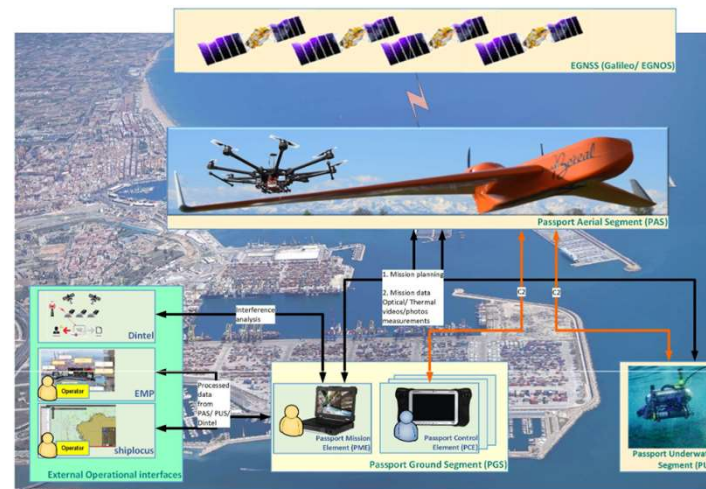 EGNSS (Galileo/ EGNOS)
Boreal
Passport Aerial Segment (PAS)
1. Mission planning
2. Mission data
Optical/ Thermal
videos/photos
measurements
C2
C2
Interference
analysis
Dintel
Operator
EMP
Processed
data
from
PAS/ PUS/
Dintel
Operator
shiplocus
External Operational interfaces
Passport Mission
Element (PME)
Passport Control
Element (PCE)
Passport Ground Segment (PGS)
Passport Underwa
Segment (PU